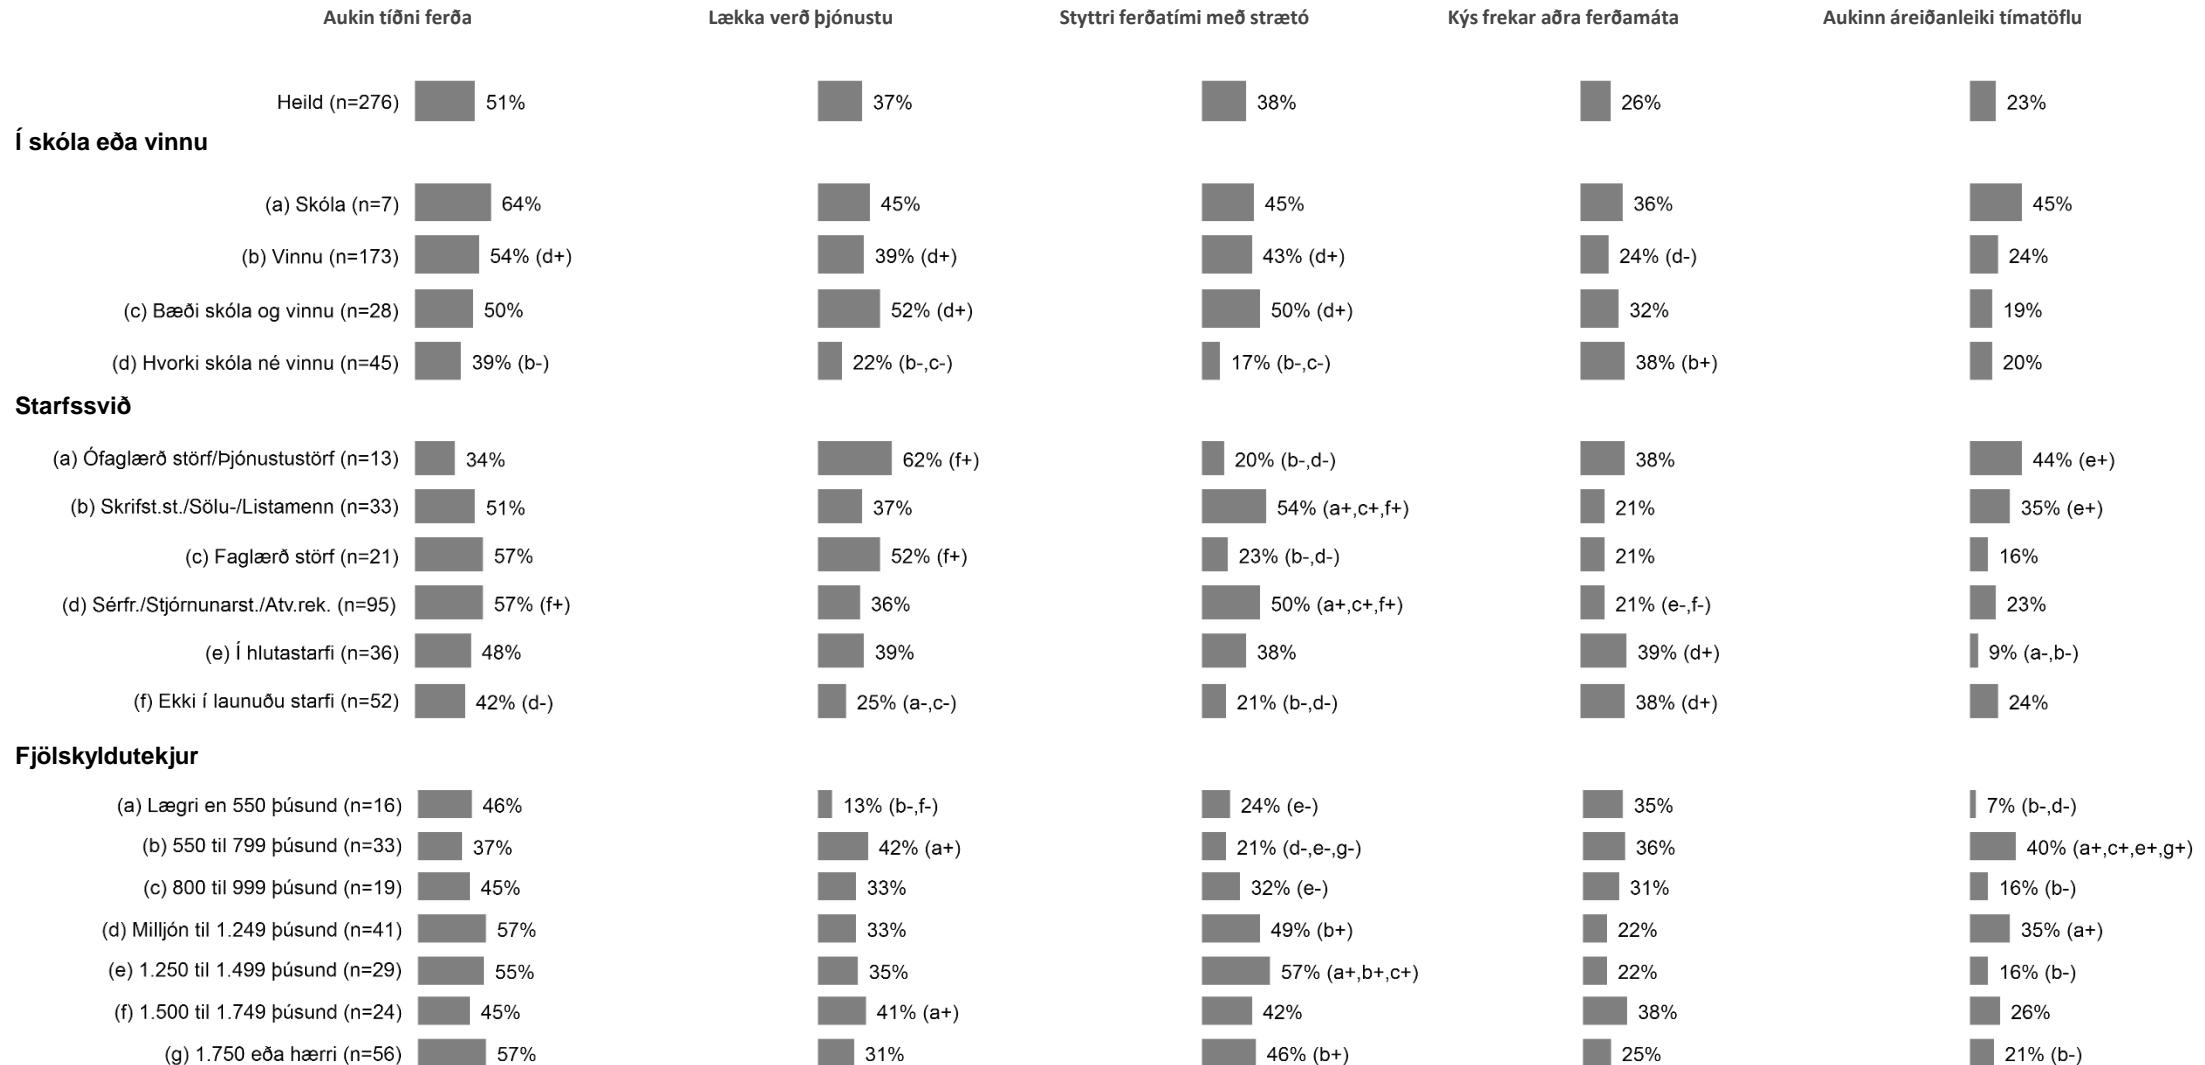 Aukin tíðni ferða Lækka verð þjónustu Styttri ferðatími með strætó Kýs frekar aðra ferðamáta Aukinn áreiðanleiki tímatöflu
Heild (n=276) 51% 37% 38% 26% 23%
Í skóla eða vinnu
(a) Skóla (n=7) 64% 45% 45% 36% 45%
(b) Vinnu (n=173) 54% (d+) 39% (d+) 43% (d+) 24% (d-) 24%
(c) Bæði skóla og vinnu (n=28) 50% 52% (d+) 50% (d+) 32% 19%
(d) Hvorki skóla né vinnu (n=45) 39% (b-) 22% (b-,c-) 17% (b-,c-) 38% (b+) 20%
Starfssvið
(a) Ófaglærð störf/Þjónustustörf (n=13) 34% 62% (f+) 20% (b-,d-) 38% 44% (e+)
(b) Skrifst.st./Sölu-/Listamenn (n=33) 51% 37% 54% (a+,c+,f+) 21% 35% (e+)
(c) Faglærð störf (n=21) 57% 52% (f+) 23% (b-,d-) 21% 16%
(d) Sérfr./Stjórnunarst./Atv.rek. (n=95) 57% (f+) 36% 50% (a+,c+,f+) 21% (e-,f-) 23%
(e) Í hlutastarfi (n=36) 48% 39% 38% 39% (d+) 9% (a-,b-)
(f) Ekki í launuðu starfi (n=52) 42% (d-) 25% (a-,c-) 21% (b-,d-) 38% (d+) 24%
Fjölskyldutekjur
(a) Lægri en 550 þúsund (n=16) 46% 13% (b-,f-) 24% (e-) 35% 7% (b-,d-)
(b) 550 til 799 þúsund (n=33) 37% 42% (a+) 21% (d-,e-,g-) 36% 40% (a+,c+,e+,g+)
(c) 800 til 999 þúsund (n=19) 45% 33% 32% (e-) 31% 16% (b-)
(d) Milljón til 1.249 þúsund (n=41) 57% 33% 49% (b+) 22% 35% (a+)
(e) 1.250 til 1.499 þúsund (n=29) 55% 35% 57% (a+,b+,c+) 22% 16% (b-)
(f) 1.500 til 1.749 þúsund (n=24) 45% 41% (a+) 42% 38% 26%
(g) 1.750 eða hærri (n=56) 57% 31% 46% (b+) 25% 21% (b-)